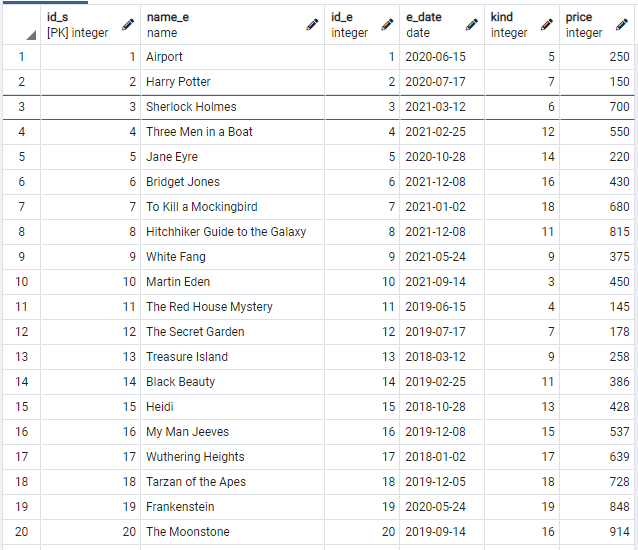 id_s name_e id_e e_date kind price
[PK] integer name integer date integer integer
1 1 Airport 1 2020-06-15 5 250
2 2 Harry Potter 2 2020-07-17 7 150
3 3 Sherlock Holmes 3 2021-03-12 6 700
4 4 Three Men in a Boat 4 2021-02-25 12 550
5 5 Jane Eyre 5 2020-10-28 14 220
6 6 Bridget Jones 6 2021-12-08 16 430
7 7 To Kill a Mockingbird 7 2021-01-02 18 680
8 8 Hitchhiker Guide to the Galaxy 8 2021-12-08 11 815
9 9 White Fang 9 2021-05-24 9 375
10 10 Martin Eden 10 2021-09-14 3 450
11 11 The Red House Mystery 11 2019-06-15 4 145
12 12 The Secret Garden 12 2019-07-17 7 178
13 13 Treasure Island 13 2018-03-12 9 258
14 14 Black Beauty 14 2019-02-25 11 386
15 15 Heidi 15 2018-10-28 13 428
16 16 My Man Jeeves 16 2019-12-08 15 537
17 17 Wuthering Heights 17 2018-01-02 17 639
18 18 Tarzan of the Apes 18 2019-12-05 18 728
19 19 Frankenstein 19 2020-05-24 19 848
20 20 The Moonstone 20 2019-09-14 16 914